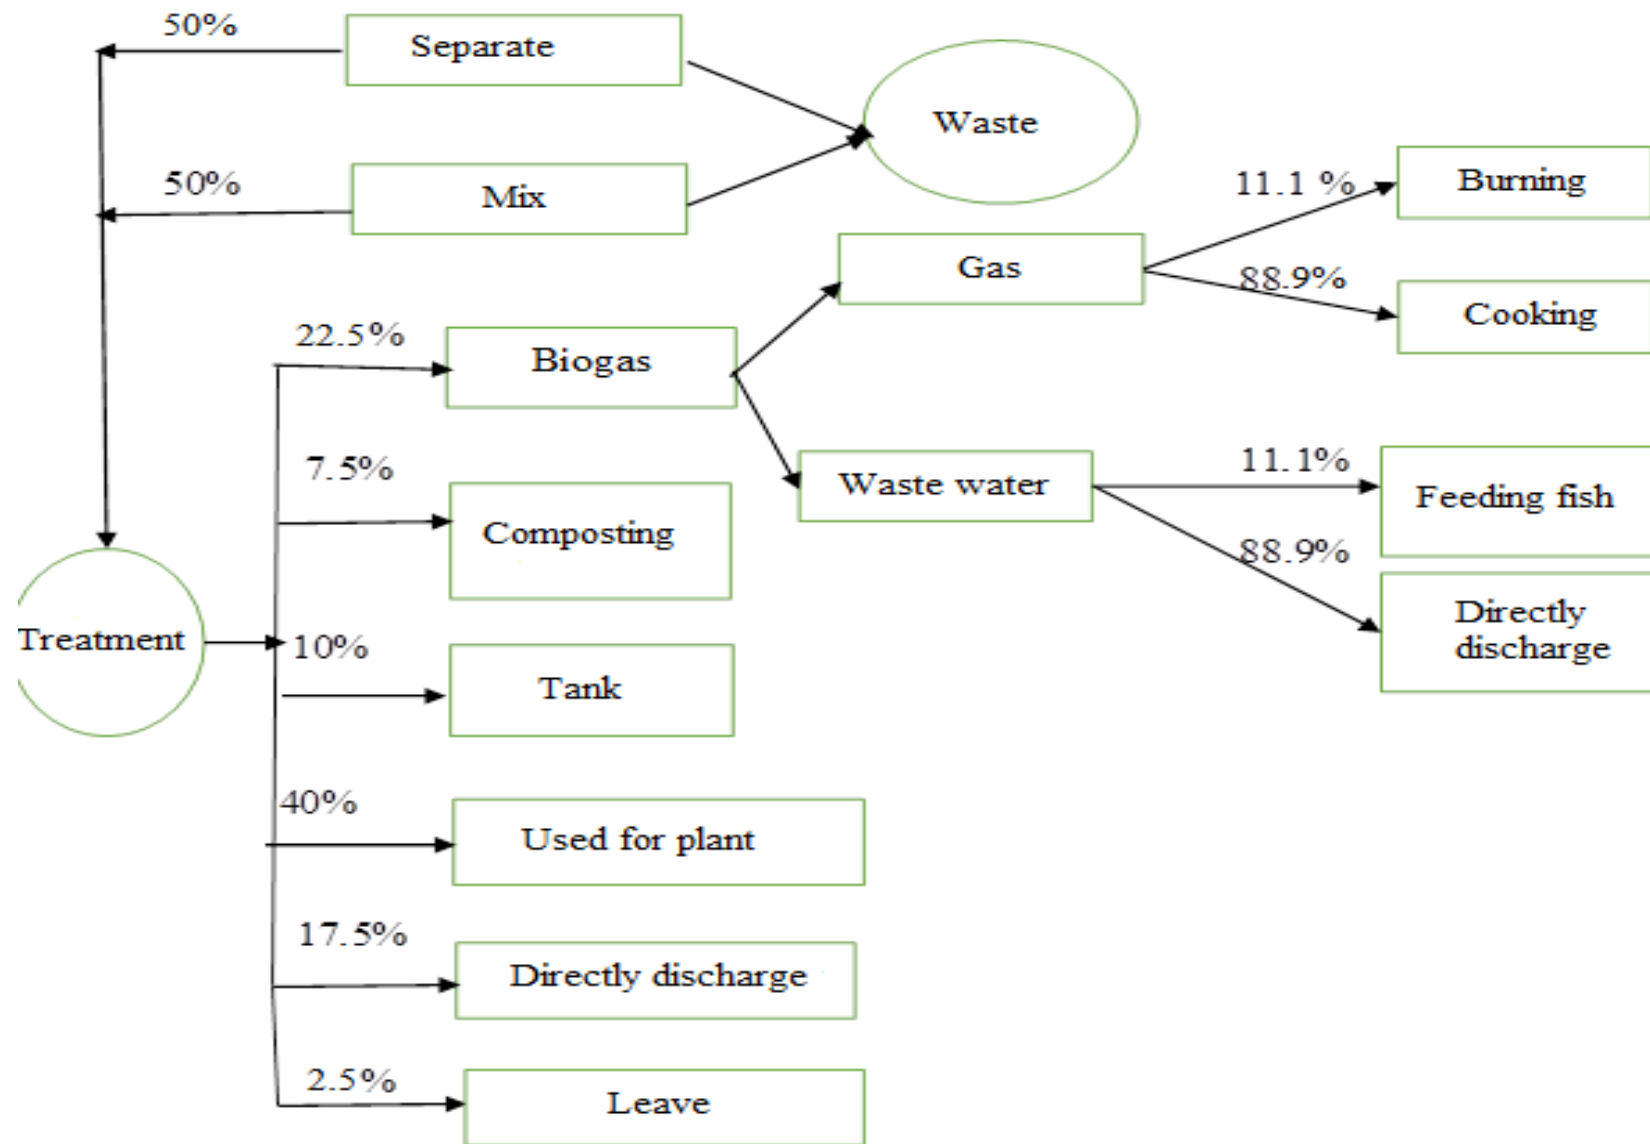 50%
Separate
Waste
50%
Mix
11.1 %
Burning
Gas
88.9%
Cooking
22.5%
Biogas
7.5%
Composting
Waste water
11.1%
Feeding fish
88.9%
Directly
discharge
Treatment
10%
Tank
40%
Used for plant
17.5%
Directly discharge
2.5%
Leave